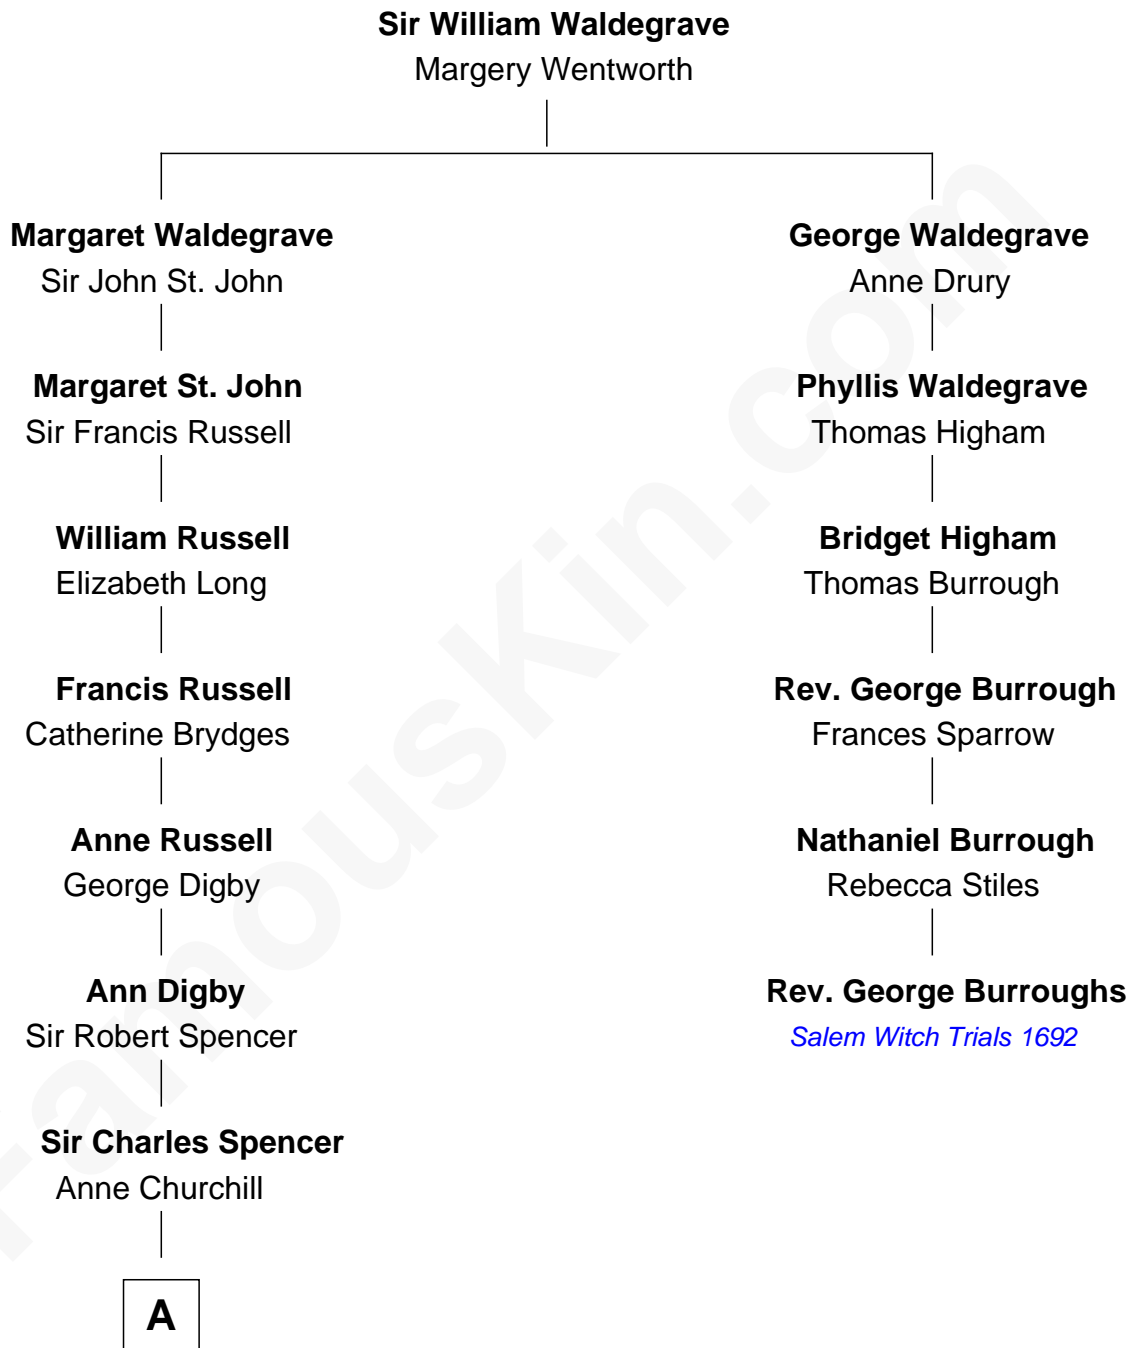 Sir William Waldegrave
Margery Wentworth
Margaret Waldegrave
Sir John St. John
George Waldegrave
Anne Drury
Margaret St. John
Sir Francis Russell
Phyllis Waldegrave
Thomas Higham
William Russell
Elizabeth Long
Bridget Higham
Thomas Burrough
Francis Russell
Catherine Brydges
Rev. George Burrough
Frances Sparrow
Anne Russell
George Digby
Nathaniel Burrough
Rebecca Stiles
Ann Digby
Sir Robert Spencer
Rev. George Burroughs
Salem Witch Trials 1692
Sir Charles Spencer
Anne Churchill
A
FamousKin.com